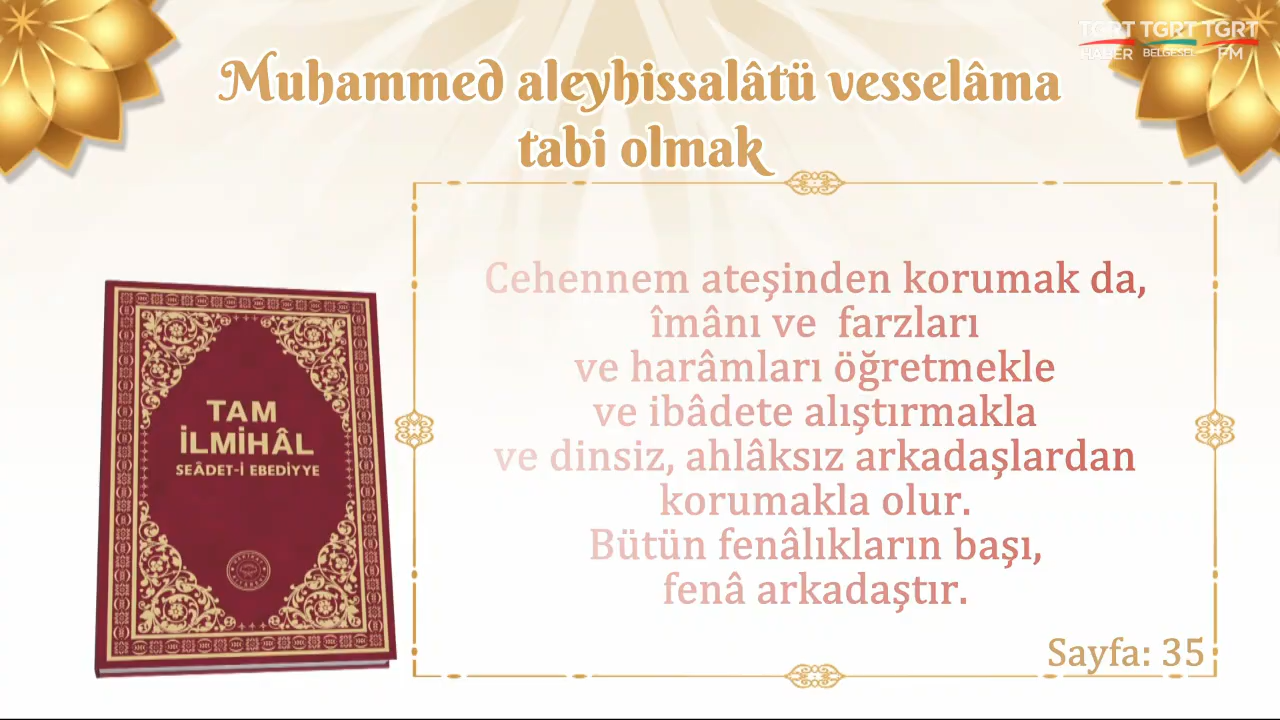 TGRT TGRT TGRT
HABER BELGESEL FM
Muhammed aleyhissalâtü vesselâma
tabi olmak
Cehennem ateşinden korumak da,
îmânı ve farzları
ve harâmları öğretmekle
ve ibâdete alıştırmakla
ve dinsiz, ahlâksız arkadaşlardan
korumakla olur.
Bütün fenâlıkların başı,
fenâ arkadaştır.
Sayfa: 35
TAM
İLMİHÂL
SEÂDET-İ EBEDİYYE